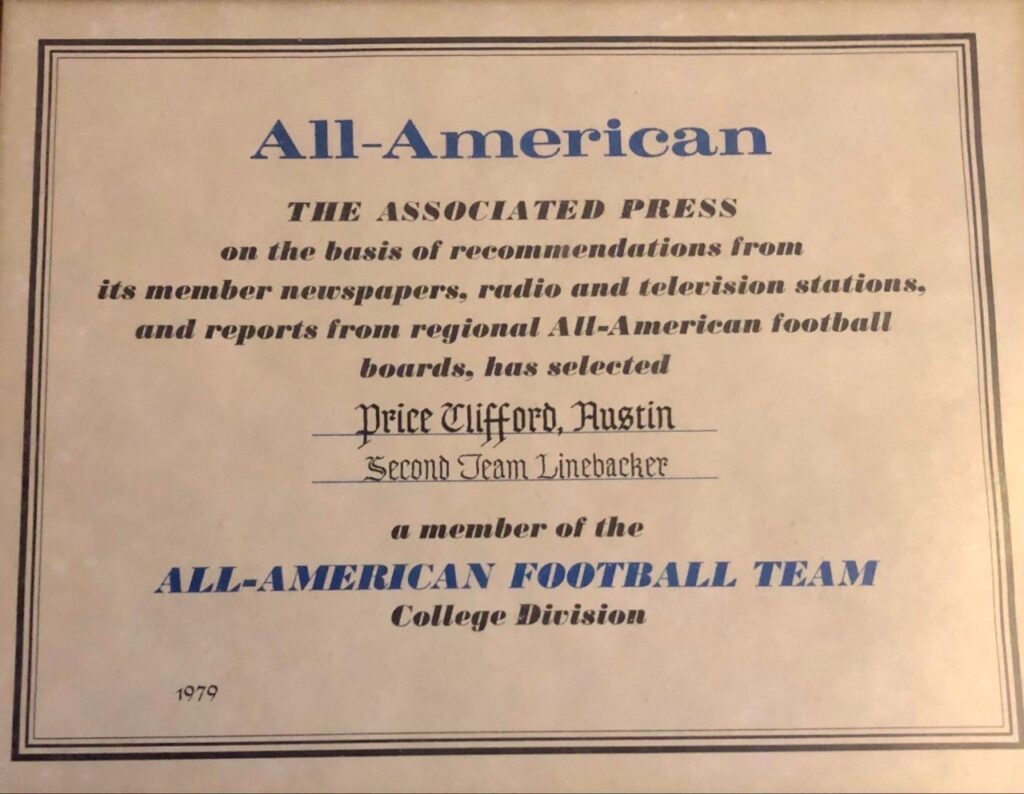 All-American
THE ASSOCIATED PRESS
on the basis of recommendations from
its member newspapers, radio and television stations,
and reports from regional All-American football
boards, has selected
Price Clifford, Austin
Second Team Linebacker
a member of the
ALL-AMERICAN FOOTBALL TEAM
College Division
1979